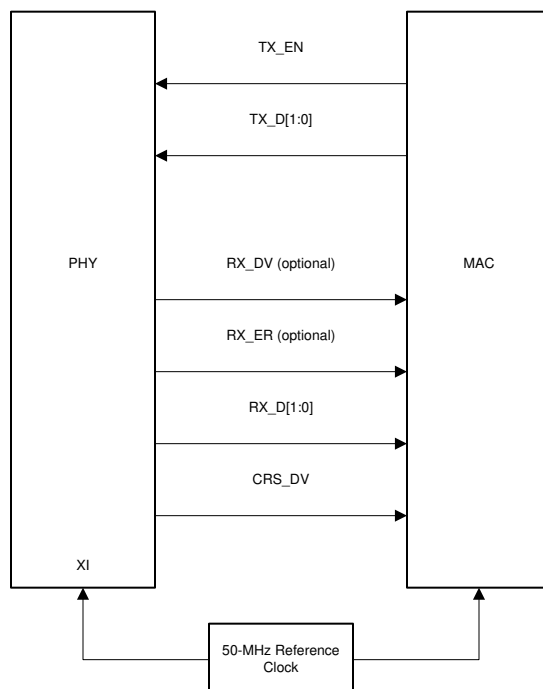 TX_EN
TX_D[1:0]
PHY
RX_DV (optional)
MAC
RX_ER (optional)
RX_D[1:0]
CRS_DV
XI
50-MHz Reference
Clock